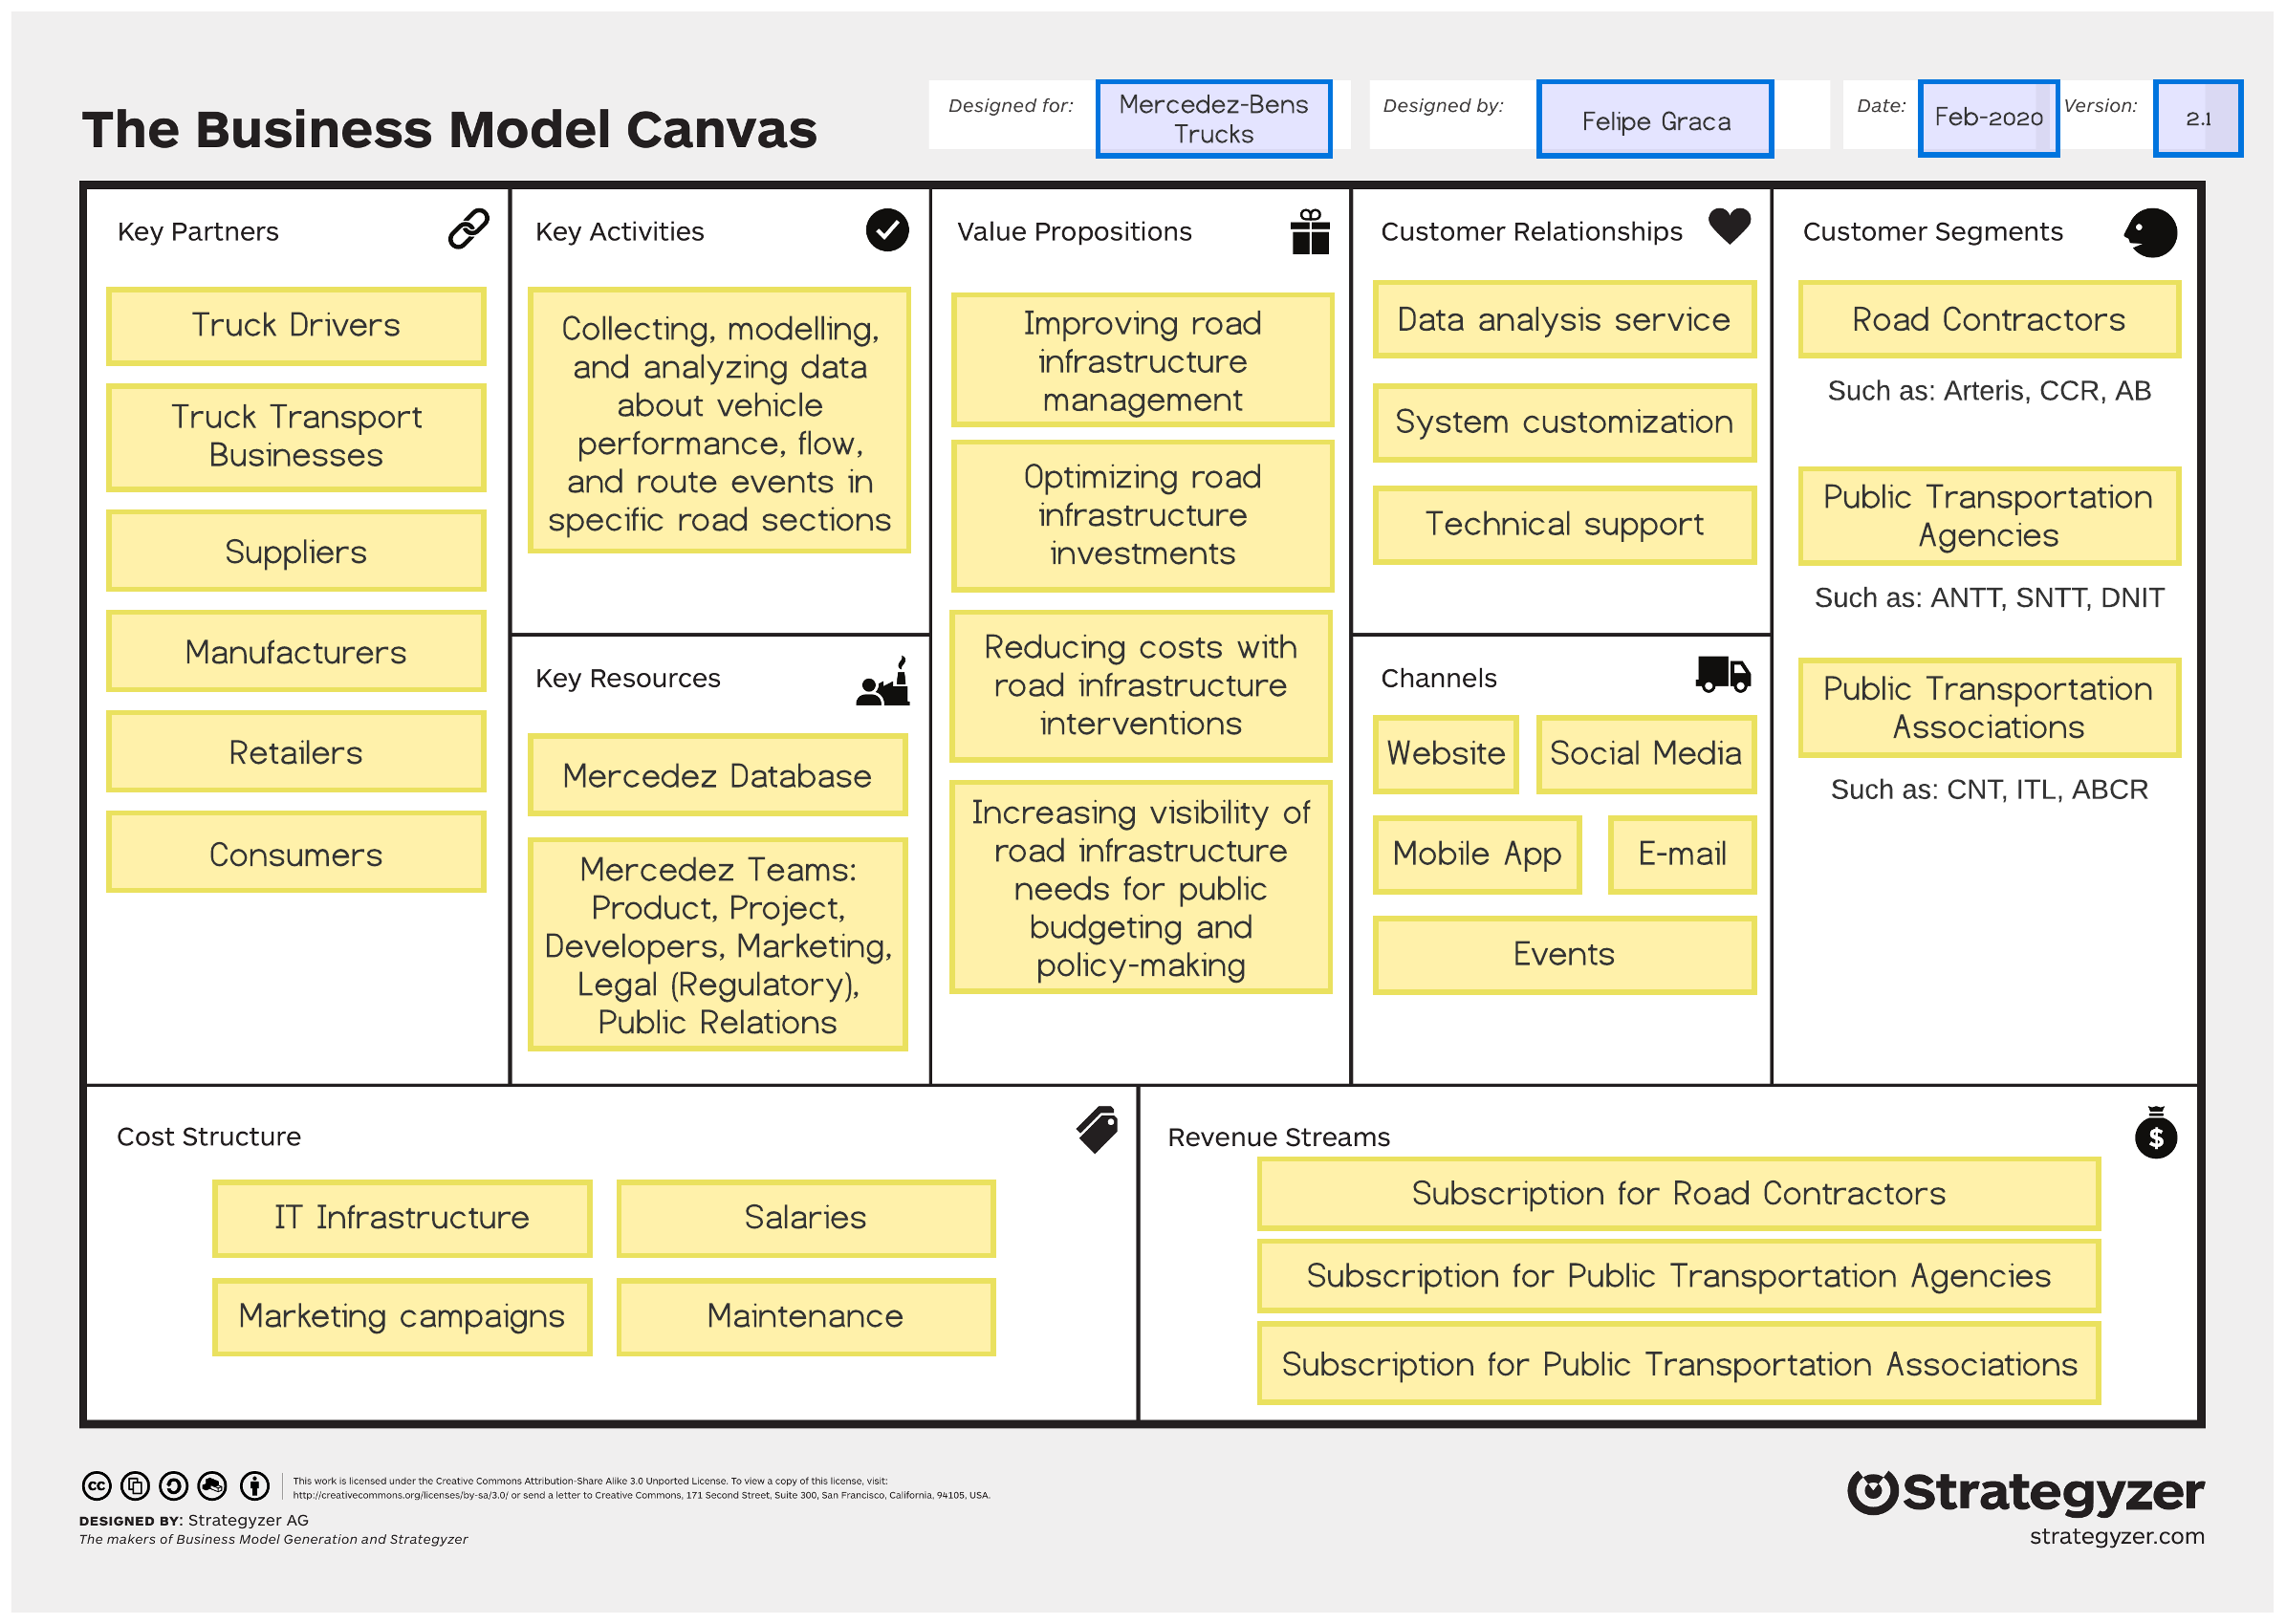 The Business Model Canvas
Designed for:
Mercedez-Bens
Trucks
Designed by:
Felipe Graca
Date:
Feb-2020
Version:
2.1
Key Partners
Truck Drivers
Truck Transport
Businesses
Suppliers
Manufacturers
Retailers
Consumers
Key Activities
Collecting, modelling,
and analyzing data
about vehicle
performance, flow,
and route events in
specific road sections
Key Resources
Mercedez Database
Mercedez Teams:
Product, Project,
Developers, Marketing,
Legal (Regulatory),
Public Relations
Value Propositions
Improving road
infrastructure
management
Optimizing road
infrastructure
investments
Reducing costs with
road infrastructure
interventions
Increasing visibility of
road infrastructure
needs for public
budgeting and
policy-making
Customer Relationships
Data analysis service
System customization
Technical support
Channels
Website
Social Media
Mobile App
E-mail
Events
Customer Segments
Road Contractors
Such as: Arteris, CCR, AB
Public Transportation
Agencies
Such as: ANTT, SNTT, DNIT
Public Transportation
Associations
Such as: CNT, ITL, ABCR
Cost Structure
IT Infrastructure
Salaries
Marketing campaigns
Maintenance
Revenue Streams
$
Subscription for Road Contractors
Subscription for Public Transportation Agencies
Subscription for Public Transportation Associations
cc
This work is licensed under the Creative Commons Attribution-Share Alike 3.0 Unported License. To view a copy of this license, visit:
http://creativecommons.org/licenses/by-sa/3.0/ or send a letter to Creative Commons, 171 Second Street, Suite 300, San Francisco, California, 94105, USA.
DESIGNED BY: Strategyzer AG
The makers of Business Model Generation and Strategyzer
Strategyzer
strategyzer.com